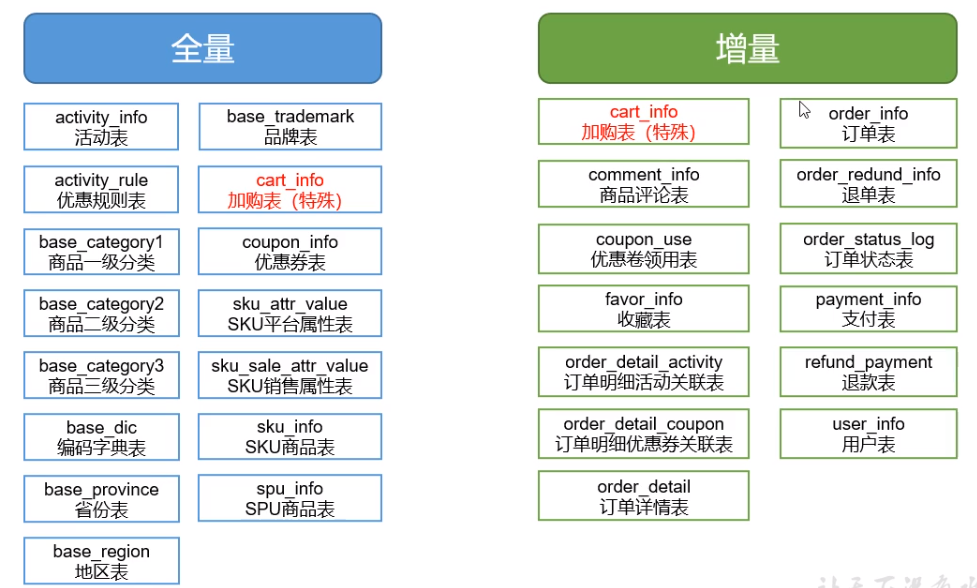 全量
activity_info
活动表
base_trademark
品牌表
activity_rule
优惠规则表
cart_info
加购表（特殊）
base_category1
商品一级分类
coupon_info
优惠券表
base_category2
商品二级分类
sku_attr_value
SKU平台属性表
base_category3
商品三级分类
sku_sale_attr_value
SKU销售属性表
base_dic
编码字典表
sku_info
SKU商品表
base_province
省份表
spu_info
SPU商品表
base_region
地区表
增量
cart_info
加购表（特殊）
order_info
订单表
comment_info
商品评论表
order_redund_info
退单表
coupon_use
优惠卷领用表
order_status_log
订单状态表
favor_info
收藏表
payment_info
支付表
order_detail_activity
订单明细活动关联表
refund_payment
退款表
order_detail_coupon
订单明细优惠券关联表
user_info
用户表
order_detail
订单详情表